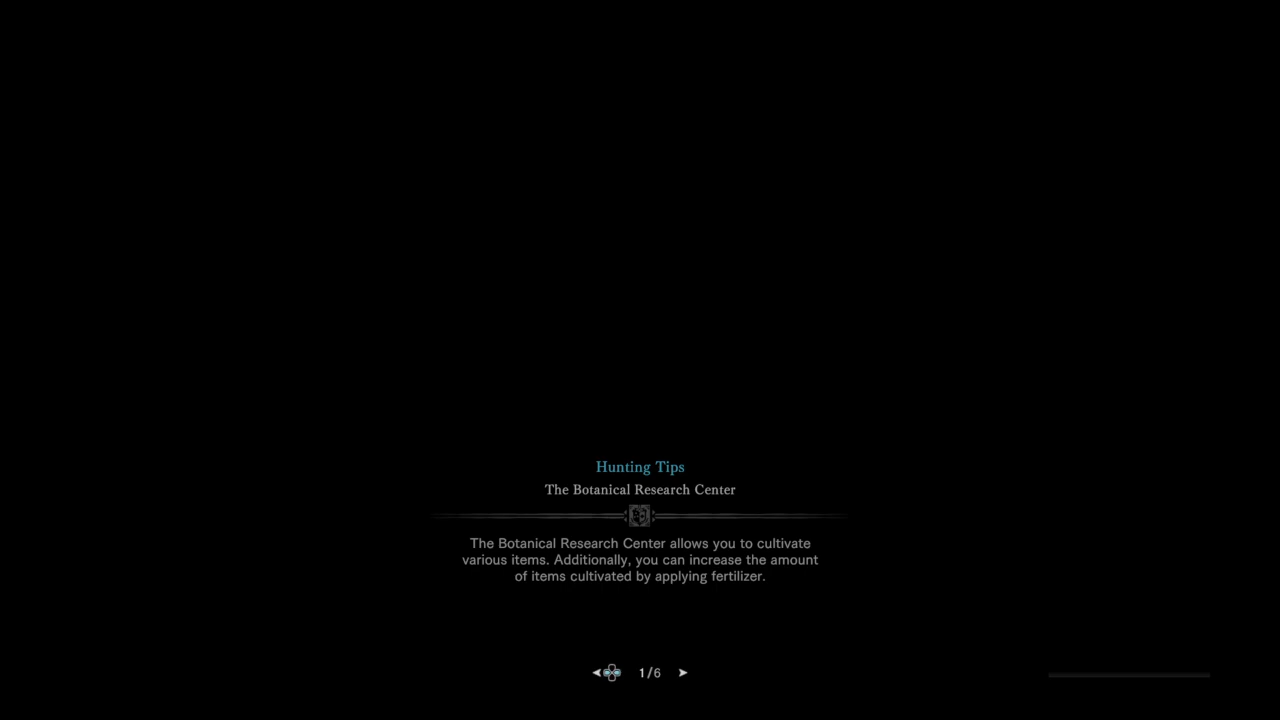 Hunting Tips
The Botanical Research Center
The Botanical Research Center allows you to cultivate
various items. Additionally, you can increase the amount
of items cultivated by applying fertilizer.
1/6